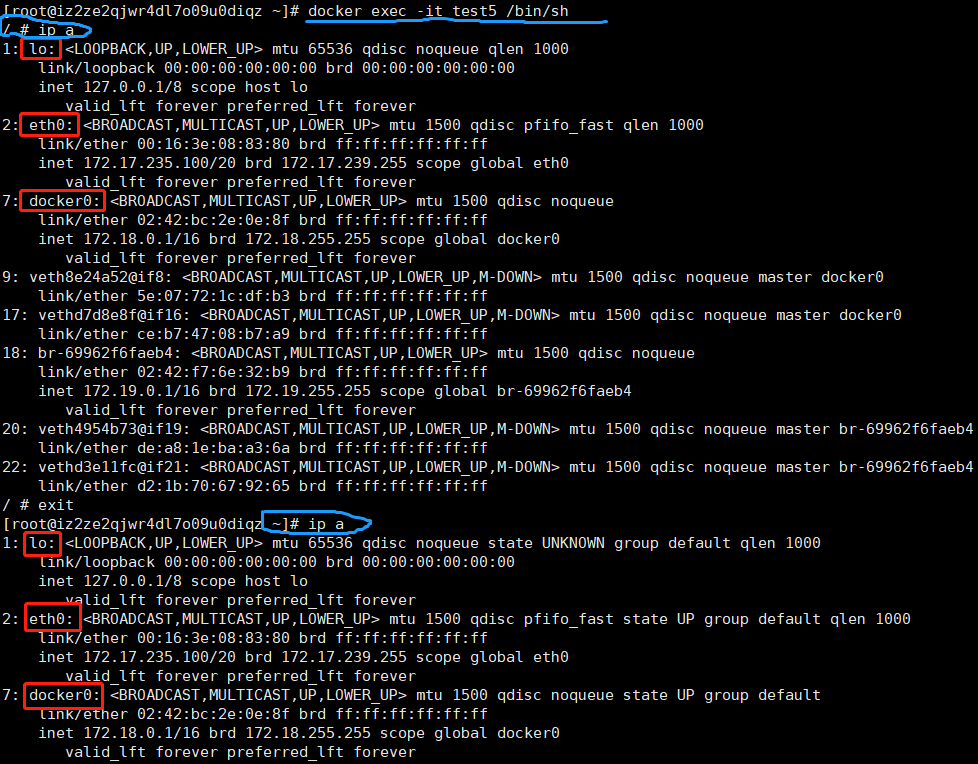 [root@iz2ze2qjwr4dl7o09u0diqz ~]# docker exec -it test5 /bin/sh
/ # ip a
1: lo: <LOOPBACK,UP,LOWER_UP> mtu 65536 qdisc noqueue qlen 1000
link/loopback 00:00:00:00:00:00 brd 00:00:00:00:00:00
inet 127.0.0.1/8 scope host lo
valid_lft forever preferred_lft forever
2: eth0: <BROADCAST,MULTICAST,UP,LOWER_UP> mtu 1500 qdisc pfifo_fast qlen 1000
link/ether 00:16:3e:08:83:80 brd ff:ff:ff:ff:ff:ff
inet 172.17.235.100/20 brd 172.17.239.255 scope global eth0
valid_lft forever preferred_lft forever
7: docker0: <BROADCAST,MULTICAST,UP,LOWER_UP> mtu 1500 qdisc noqueue
link/ether 02:42:bc:2e:0e:8f brd ff:ff:ff:ff:ff:ff
inet 172.18.0.1/16 brd 172.18.255.255 scope global docker0
valid_lft forever preferred_lft forever
9: veth8e24a52@if8: <BROADCAST,MULTICAST,UP,LOWER_UP,M-DOWN> mtu 1500 qdisc noqueue master docker0
link/ether 5e:07:72:1c:df:b3 brd ff:ff:ff:ff:ff:ff
17: vethd7d8e8f@if16: <BROADCAST,MULTICAST,UP,LOWER_UP,M-DOWN> mtu 1500 qdisc noqueue master docker0
link/ether ce:b7:47:08:b7:a9 brd ff:ff:ff:ff:ff:ff
18: br-69962f6faeb4: <BROADCAST,MULTICAST,UP,LOWER_UP> mtu 1500 qdisc noqueue
link/ether 02:42:f7:6e:32:b9 brd ff:ff:ff:ff:ff:ff
inet 172.19.0.1/16 brd 172.19.255.255 scope global br-69962f6faeb4
valid_lft forever preferred_lft forever
20: veth4954b73@if19: <BROADCAST,MULTICAST,UP,LOWER_UP,M-DOWN> mtu 1500 qdisc noqueue master br-69962f6faeb4
link/ether de:a8:1e:ba:a3:6a brd ff:ff:ff:ff:ff:ff
22: vethd3e11fc@if21: <BROADCAST,MULTICAST,UP,LOWER_UP,M-DOWN> mtu 1500 qdisc noqueue master br-69962f6faeb4
link/ether d2:1b:70:67:92:65 brd ff:ff:ff:ff:ff:ff
/ # exit
[root@iz2ze2qjwr4dl7o09u0diqz ~]# ip a
1: lo: <LOOPBACK,UP,LOWER_UP> mtu 65536 qdisc noqueue state UNKNOWN group default qlen 1000
link/loopback 00:00:00:00:00:00 brd 00:00:00:00:00:00
inet 127.0.0.1/8 scope host lo
valid_lft forever preferred_lft forever
2: eth0: <BROADCAST,MULTICAST,UP,LOWER_UP> mtu 1500 qdisc pfifo_fast state UP group default qlen 1000
link/ether 00:16:3e:08:83:80 brd ff:ff:ff:ff:ff:ff
inet 172.17.235.100/20 brd 172.17.239.255 scope global eth0
valid_lft forever preferred_lft forever
7: docker0: <BROADCAST,MULTICAST,UP,LOWER_UP> mtu 1500 qdisc noqueue state UP group default
link/ether 02:42:bc:2e:0e:8f brd ff:ff:ff:ff:ff:ff
inet 172.18.0.1/16 brd 172.18.255.255 scope global docker0
valid_lft forever preferred_lft forever